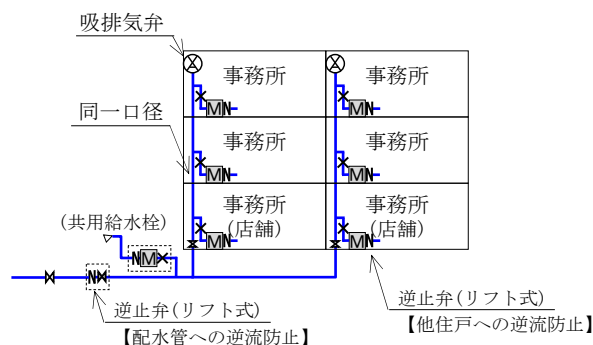 吸排気弁
事務所 事務所
同一口径
M N M N
事務所 事務所
M N M N
事務所 事務所
(店舗) (店舗)
M N M N
(共用給水栓)
N M
N
逆止弁(リフト式)
【配水管への逆流防止】
逆止弁(リフト式)
【他住戸への逆流防止】